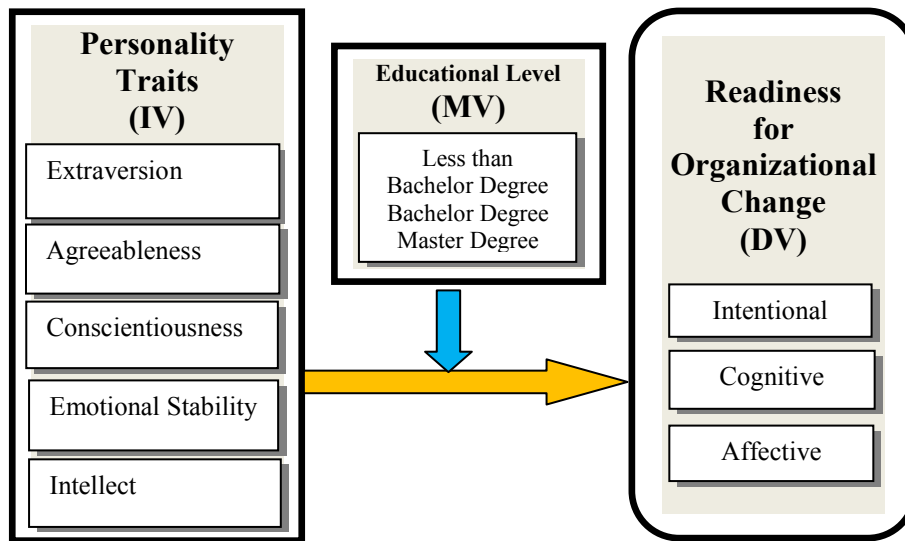 Personality
Traits
(IV)
Extraversion
Agreeableness
Conscientiousness
Emotional Stability
Intellect
Educational Level
(MV)
Less than
Bachelor Degree
Bachelor Degree
Master Degree
Readiness
for
Organizational
Change
(DV)
Intentional
Cognitive
Affective